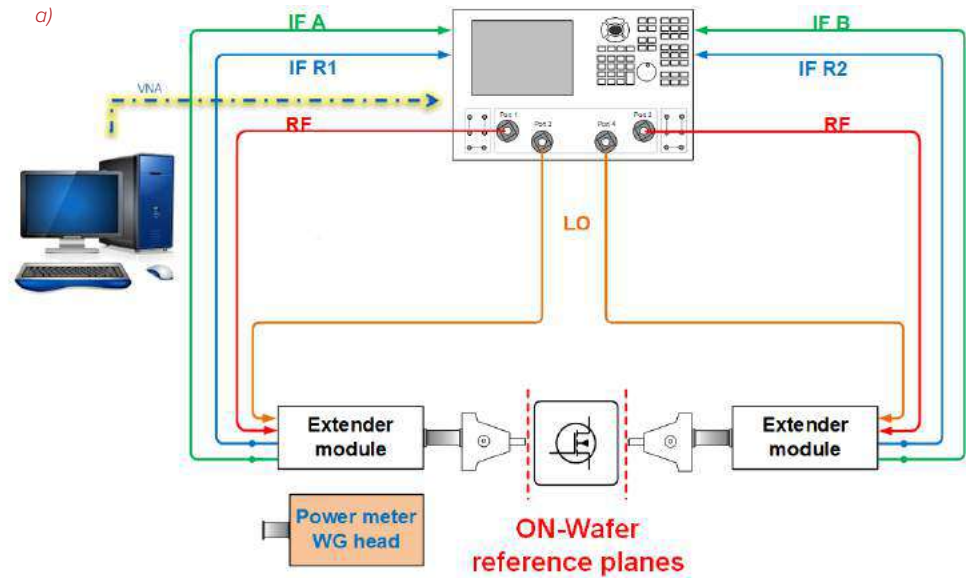 a)
IF A
IF B
IF R1
IF R2
VNA
RF
RF
Port 1
Port 3
Port 4
Port 2
LO
Extender
module
Extender
module
Power meter
WG head
ON-Wafer
reference planes